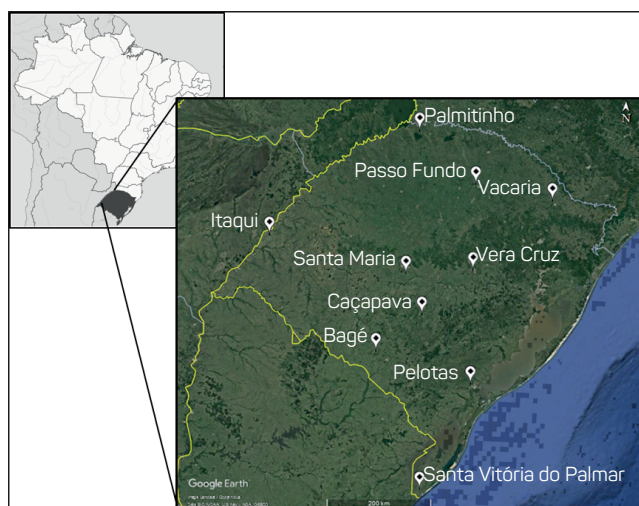 N
Palmitinho
Passo Fundo
Vacaria
Itaqui
Santa Maria
Vera Cruz
Caçapava
Bagé
Pelotas
Santa Vitória do Palmar
Google Earth
200 km